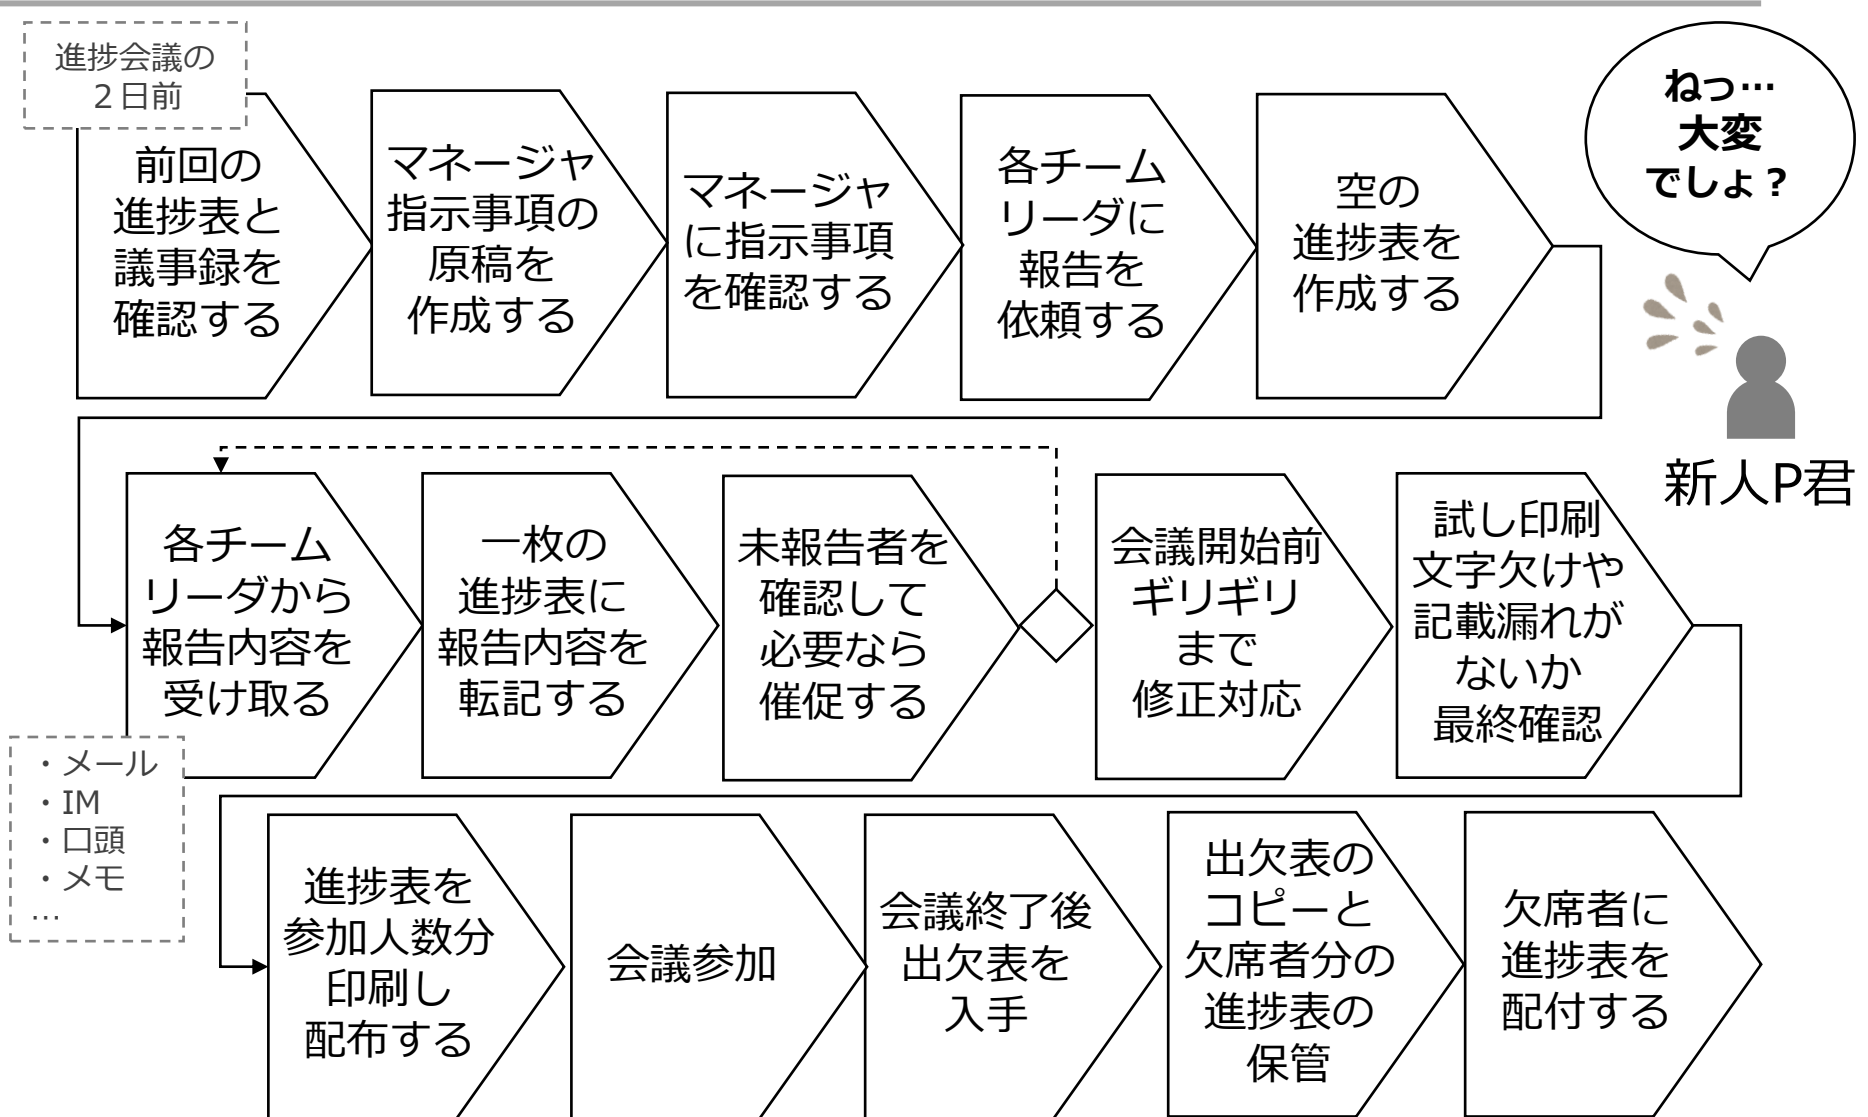 進捗会議の
２日前
前回の
進捗表と
議事録を
確認する
マネージャ
指示事項の
原稿を
作成する
マネージャ
に指示事項
を確認する
各チーム
リーダに
報告を
依頼する
空の
進捗表を
作成する
ねっ…
大変
でしょ？
新人P君
各チーム
リーダから
報告内容を
受け取る
・メール
・IM
・口頭
・メモ
…
一枚の
進捗表に
報告内容を
転記する
未報告者を
確認して
必要なら
催促する
会議開始前
ギリギリ
まで
修正対応
試し印刷
文字欠けや
記載漏れが
ないか
最終確認
進捗表を
参加人数分
印刷し
配布する
会議参加
会議終了後
出欠表を
入手
出欠表の
コピーと
欠席者分の
進捗表の
保管
欠席者に
進捗表を
配付する